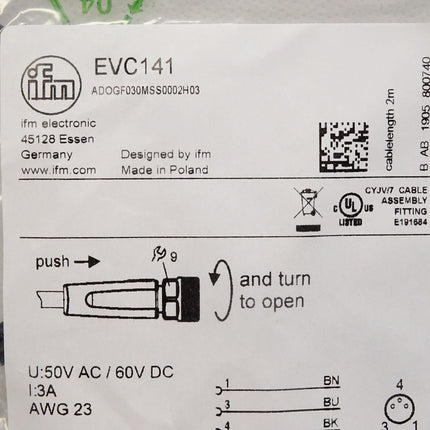 ifm
EVC141
ADOGF030MSS0002H03
ifm electronic
45128 Essen
Germany
www.ifm.com
Designed by ifm
Made in Poland
cablelength 2m
B AB 1905 800740
C UL US
LISTED
CYJV/7 CABLE
ASSEMBLY
FITTING
E191684
push
9
and turn
to open
U:50V AC / 60V DC
I:3A
AWG 23
1 BN
3 BU
4 BK
4
3 1